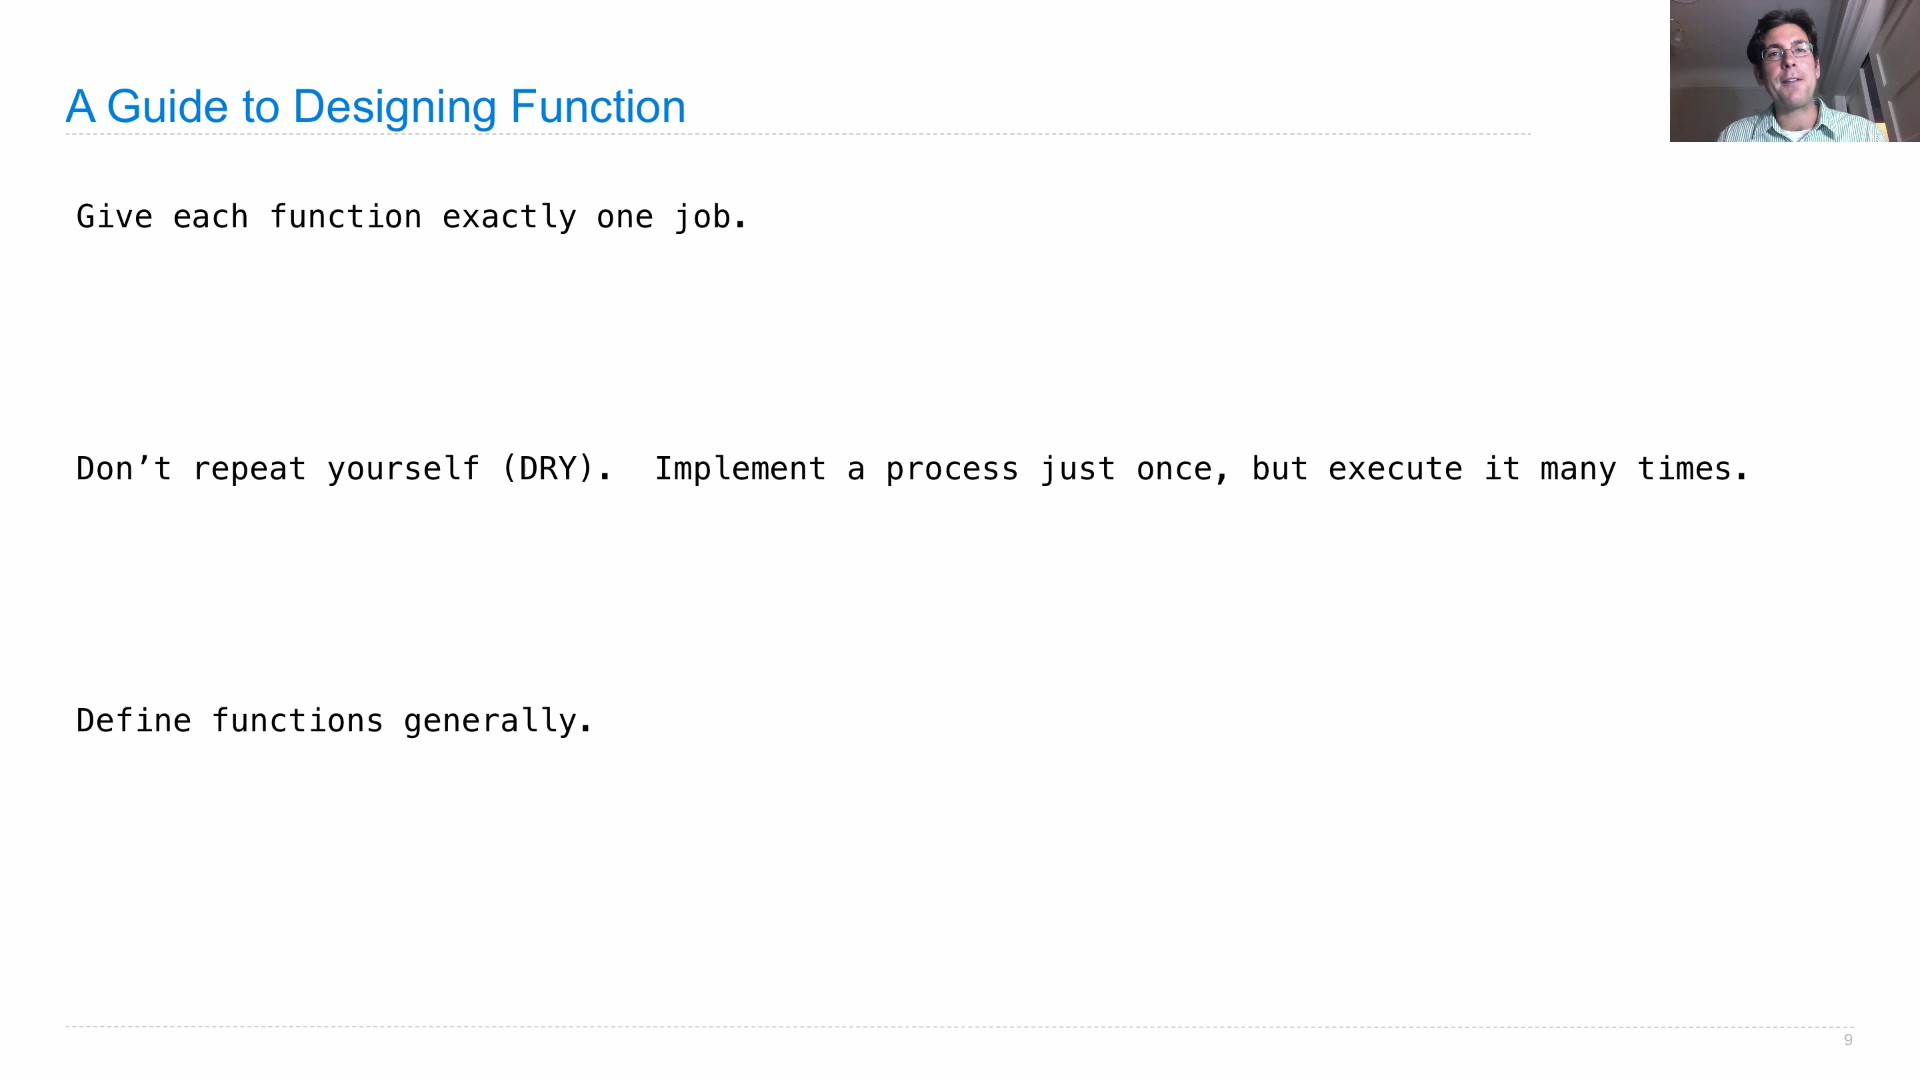 A Guide to Designing Function
Give each function exactly one job.
Don’t repeat yourself (DRY).  Implement a process just once, but execute it many times.
Define functions generally.
9